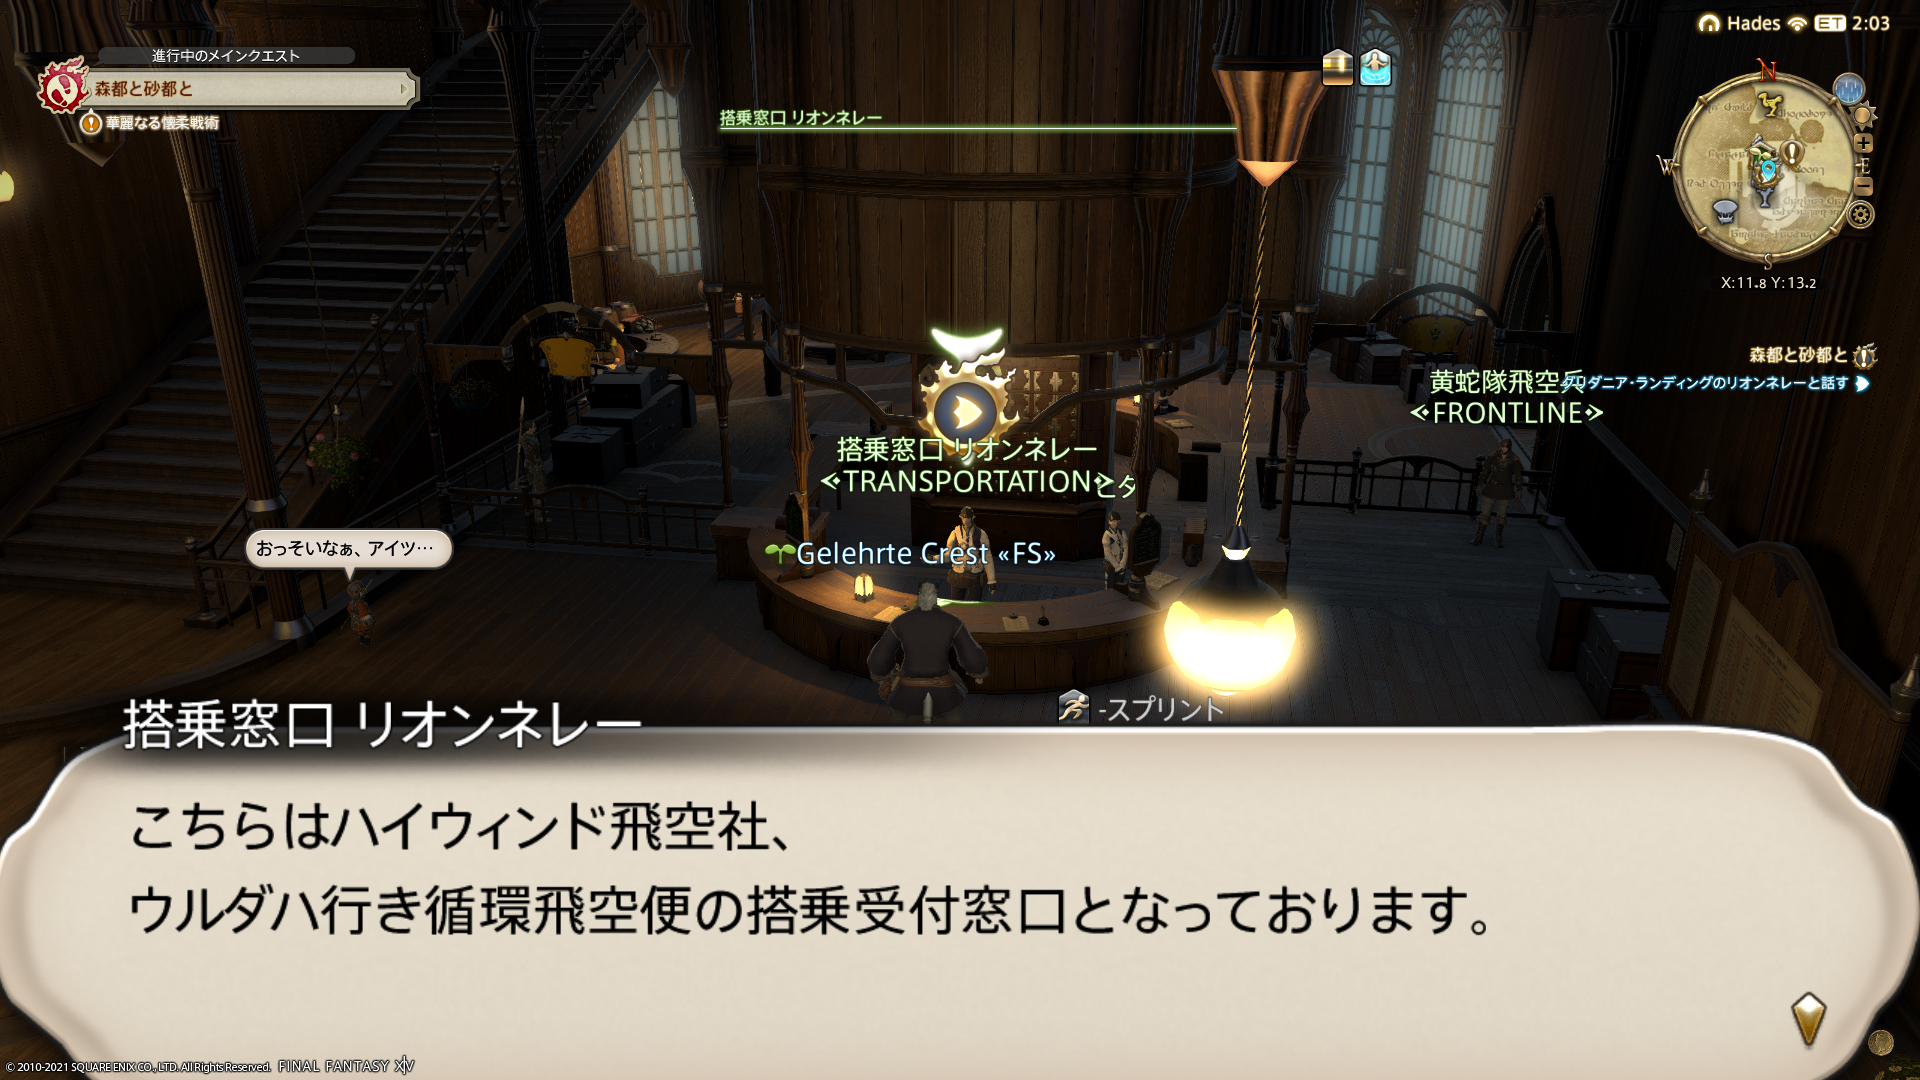 進行中のメインクエスト
森都と砂都と
華麗なる懐柔戦術
搭乗窓口 リオンネレー
Hades ET 2:03
N
W
E
S
X:11.8 Y:13.2
森都と砂都と
グリダニア・ランディングのリオンネレーと話す
黄蛇隊飛空兵
<FRONTLINE>
搭乗窓口 リオンネレー
<TRANSPORTATION>
Gelehrte Crest «FS»
おっそいなぁ、アイツ…
-スプリント
搭乗窓口 リオンネレー
こちらはハイウィンド飛空社、
ウルダハ行き循環飛空便の搭乗受付窓口となっております。
© 2010-2021 SQUARE ENIX CO., LTD. All Rights Reserved. FINAL FANTASY XIV